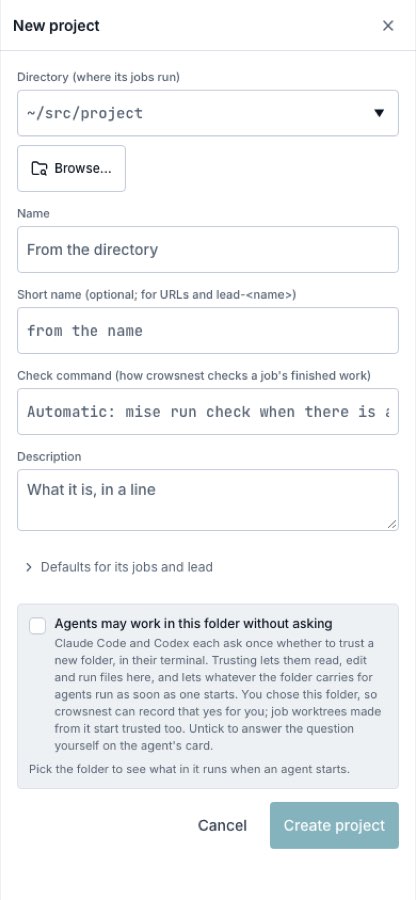 New project
Directory (where its jobs run)
~/src/project
Browse...
Name
From the directory
Short name (optional; for URLs and lead-<name>)
from the name
Check command (how crowsnest checks a job's finished work)
Automatic: mise run check when there is a
Description
What it is, in a line
Defaults for its jobs and lead
Agents may work in this folder without asking
Claude Code and Codex each ask once whether to trust a
new folder, in their terminal. Trusting lets them read, edit
and run files here, and lets whatever the folder carries for
agents run as soon as one starts. You chose this folder, so
crowsnest can record that yes for you; job worktrees made
from it start trusted too. Untick to answer the question
yourself on the agent's card.
Pick the folder to see what in it runs when an agent starts.
Cancel
Create project